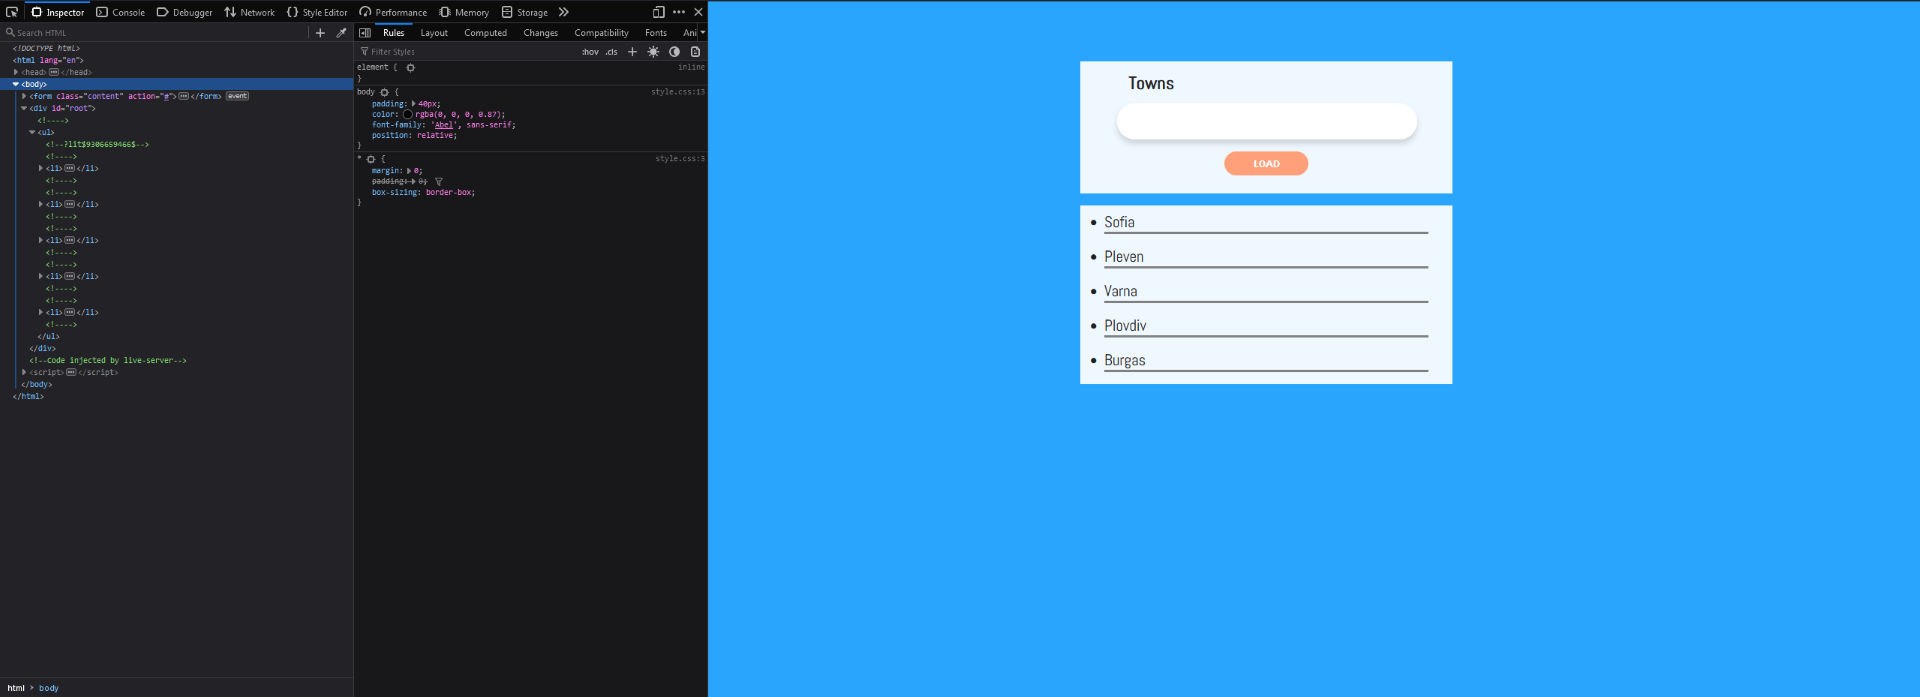 Inspector Console Debugger Network Style Editor Performance Memory Storage
Search HTML
<!DOCTYPE html>
<html lang="en">
<head></head>
<body>
<form class="content" action="#"></form> event
<div id="root">
<!---->
<ul>
<!--?lit$9306659466$-->
<!---->
<li></li>
<!---->
<!---->
<li></li>
<!---->
<!---->
<li></li>
<!---->
<!---->
<li></li>
<!---->
<!---->
<li></li>
<!---->
</ul>
</div>
<!--Code injected by live-server-->
<script></script>
</body>
</html>
html > body
Rules Layout Computed Changes Compatibility Fonts Ani
Filter Styles :hov .cls
element { inline
}
body { style.css:13
padding: 40px;
color: rgba(0, 0, 0, 0.87);
font-family: 'Abel', sans-serif;
position: relative;
}
* { style.css:3
margin: 0;
padding: 0;
box-sizing: border-box;
}
Towns
LOAD
Sofia
Pleven
Varna
Plovdiv
Burgas